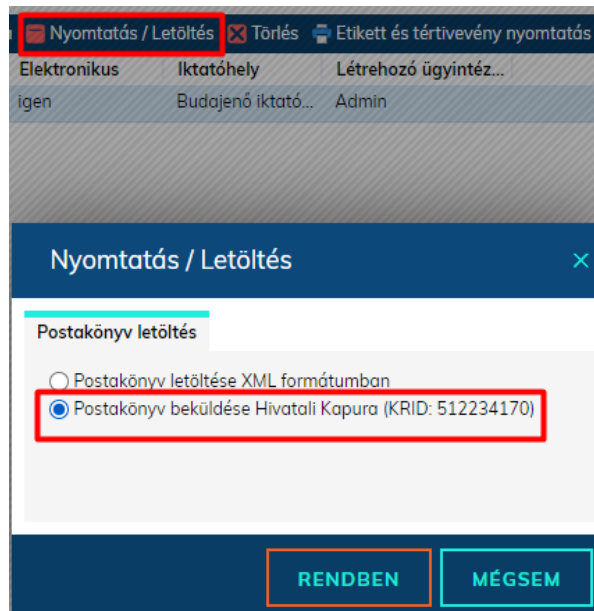 Nyomtatás / Letöltés Törlés Etikett és tértivevény nyomtatás
Elektronikus Iktatóhely Létrehozó ügyintéz...
igen Budajenő iktató... Admin
Nyomtatás / Letöltés
Postakönyv letöltés
Postakönyv letöltése XML formátumban
Postakönyv beküldése Hivatali Kapura (KRID: 512234170)
RENDBEN MÉGSEM